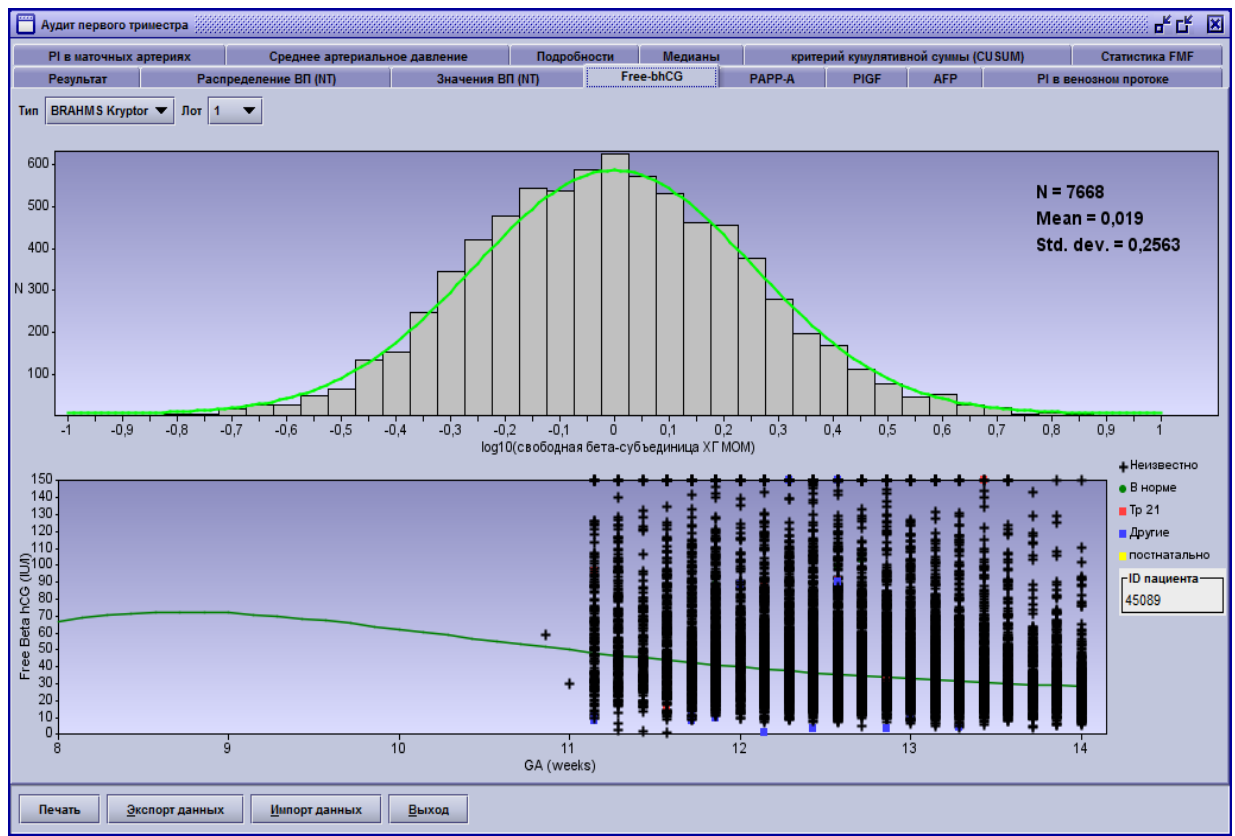 Аудит первого триместра
PI в маточных артериях Среднее артериальное давление Подробности Медианы критерий кумулятивной суммы (CUSUM) Статистика FMF
Результат Распределение ВП (NT) Значения ВП (NT) Free-bhCG PAPP-A PIGF AFP PI в венозном протоке
Тип BRAHMS Kryptor Лот 1
600
500
400
N 300
200
100
N = 7668
Mean = 0,019
Std. dev. = 0,2563
-1 -0,9 -0,8 -0,7 -0,6 -0,5 -0,4 -0,3 -0,2 -0,1 0 0,1 0,2 0,3 0,4 0,5 0,6 0,7 0,8 0,9 1
log10(свободная бета-субъединица ХГ МОМ)
Free Beta hCG (IU/l)
150
140
130
120
110
100
90
80
70
60
50
40
30
20
10
0
8 9 10 11 12 13 14
GA (weeks)
Неизвестно
В норме
Тр 21
Другие
постнатально
ID пациента
45089
Печать Экспорт данных Импорт данных Выход